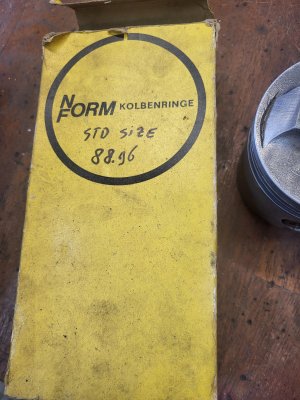 NFORM KOLBENRINGE
STD SIZE
88.96